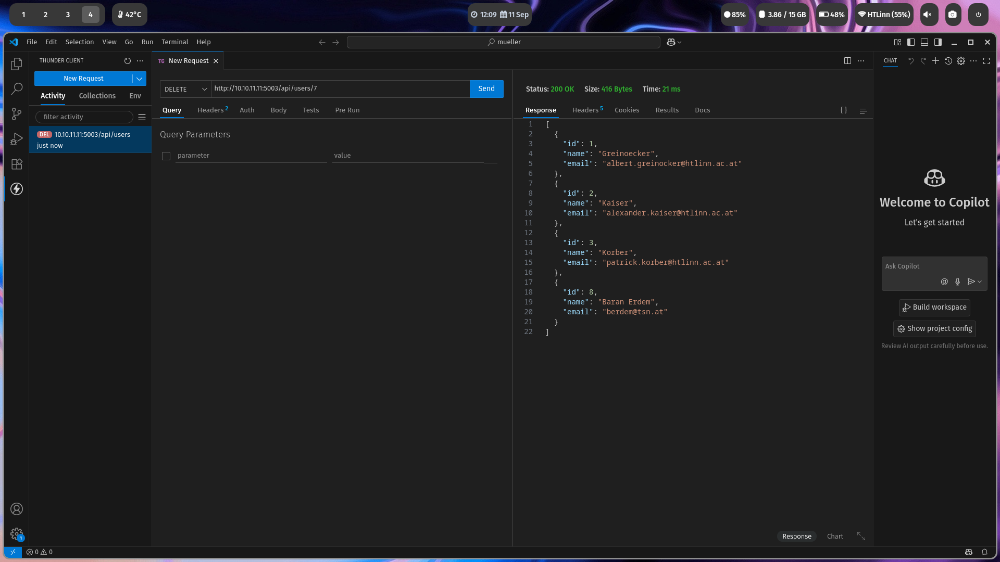 1 2 3 4 42°C 12:09 11 Sep 85% 3.86 / 15 GB 48% HTLinn (55%)
File Edit Selection View Go Run Terminal Help mueller
THUNDER CLIENT
New Request
Activity Collections Env
filter activity
DEL 10.10.11.11:5003/api/users
just now
TC New Request
DELETE http://10.10.11.11:5003/api/users/7 Send
Query Headers 2 Auth Body Tests Pre Run
Query Parameters
parameter value
Status: 200 OK Size: 416 Bytes Time: 21 ms
Response Headers 5 Cookies Results Docs { }
1 [
2 {
3 "id": 1,
4 "name": "Greinoecker",
5 "email": "albert.greinocker@htlinn.ac.at"
6 },
7 {
8 "id": 2,
9 "name": "Kaiser",
10 "email": "alexander.kaiser@htlinn.ac.at"
11 },
12 {
13 "id": 3,
14 "name": "Korber",
15 "email": "patrick.korber@htlinn.ac.at"
16 },
17 {
18 "id": 8,
19 "name": "Baran Erdem",
20 "email": "berdem@tsn.at"
21 }
22 ]
Response Chart
CHAT
Welcome to Copilot
Let's get started
Ask Copilot
@
Build workspace
Show project config
Review AI output carefully before use.
1
0 0